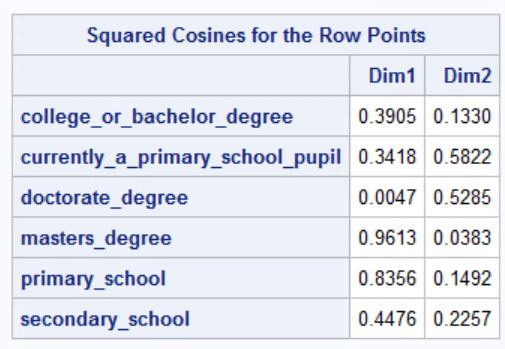 Squared Cosines for the Row Points
Dim1 Dim2
college_or_bachelor_degree 0.3905 0.1330
currently_a_primary_school_pupil 0.3418 0.5822
doctorate_degree 0.0047 0.5285
masters_degree 0.9613 0.0383
primary_school 0.8356 0.1492
secondary_school 0.4476 0.2257